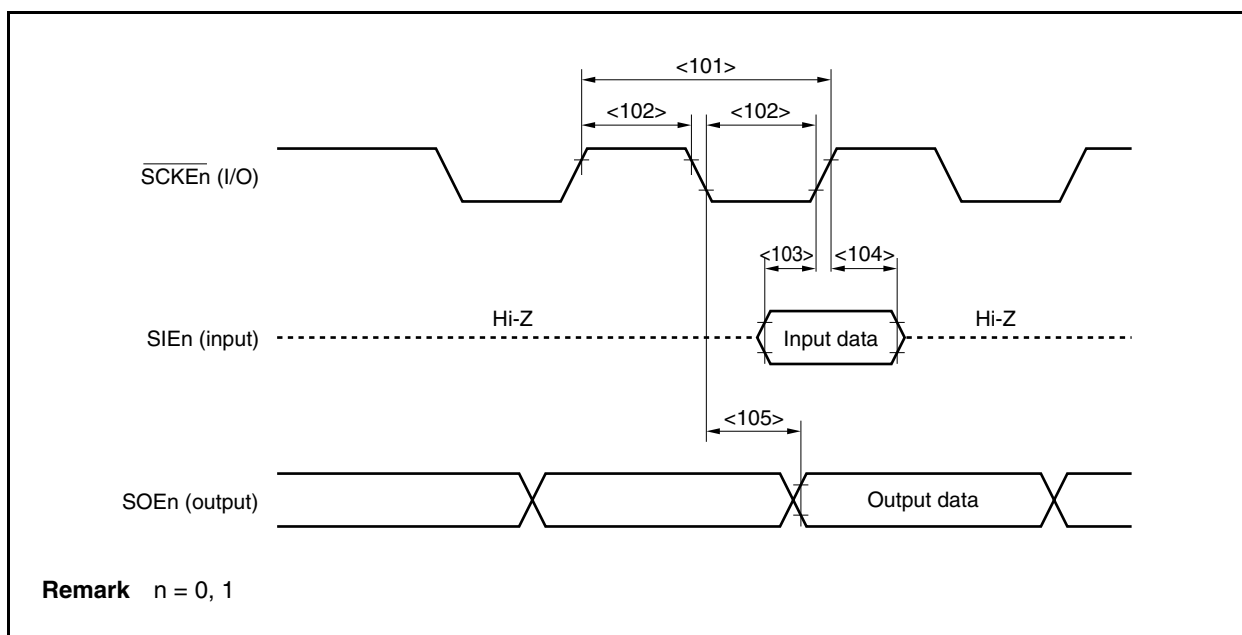 <101>
<102> <102>
SCKEn (I/O)
<103> <104>
Hi-Z Hi-Z
SIEn (input) Input data
<105>
SOEn (output) Output data
Remark n = 0, 1